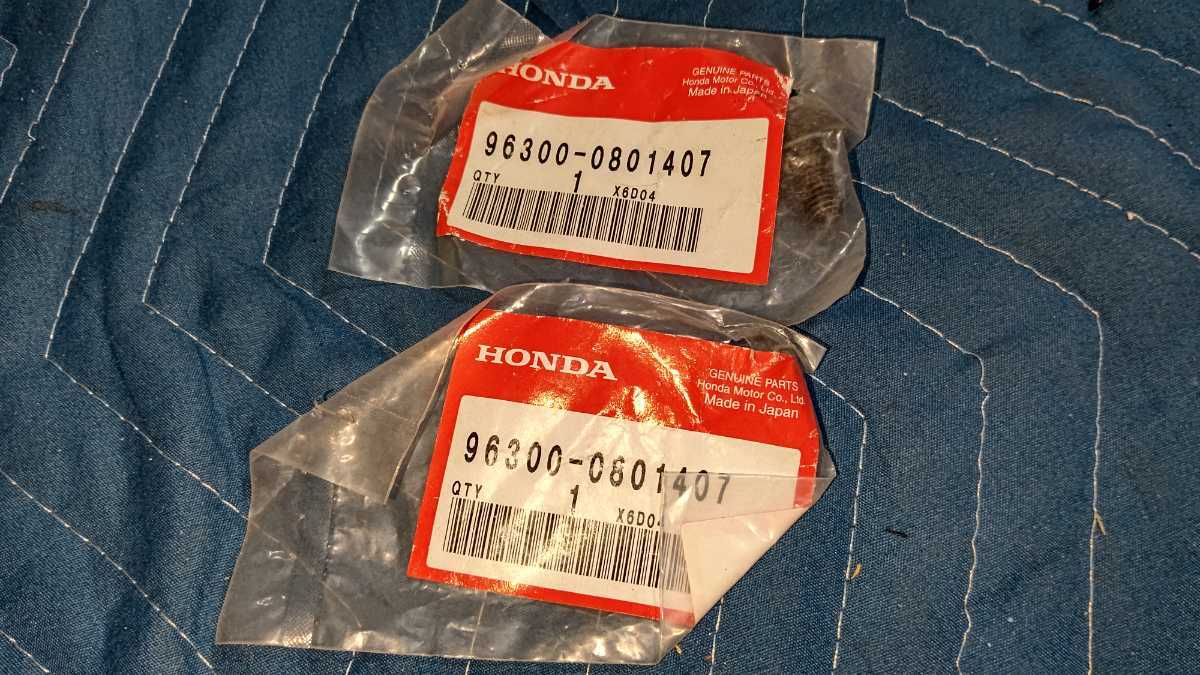 HONDA
GENUINE PARTS
Honda Motor Co., Ltd.
Made in Japan
96300-0801407
QTY 1 X6D04
HONDA
GENUINE PARTS
Honda Motor Co., Ltd.
Made in Japan
96300-0801407
QTY 1 X6D04